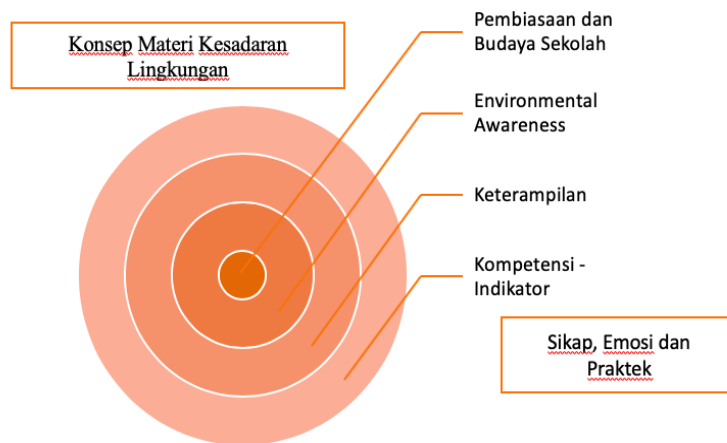 Konsep Materi Kesadaran
Lingkungan
Pembiasaan dan
Budaya Sekolah
Environmental
Awareness
Keterampilan
Kompetensi -
Indikator
Sikap, Emosi dan
Praktek